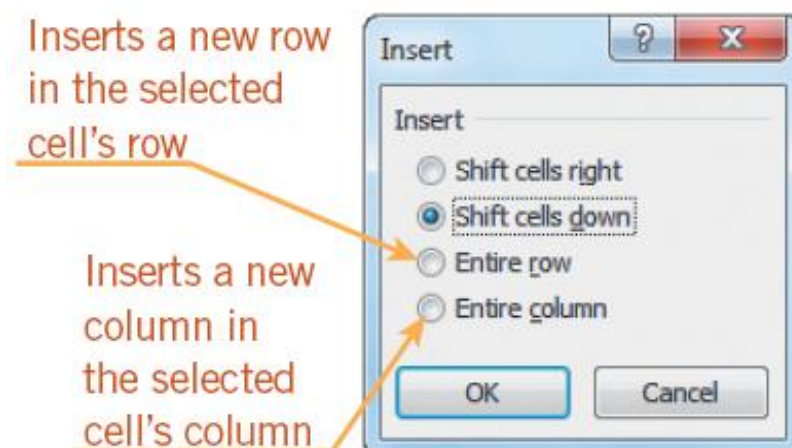 Inserts a new row
in the selected
cell's row
Inserts a new
column in
the selected
cell's column
Insert
?
Insert
Shift cells right
Shift cells down
Entire row
Entire column
OK
Cancel